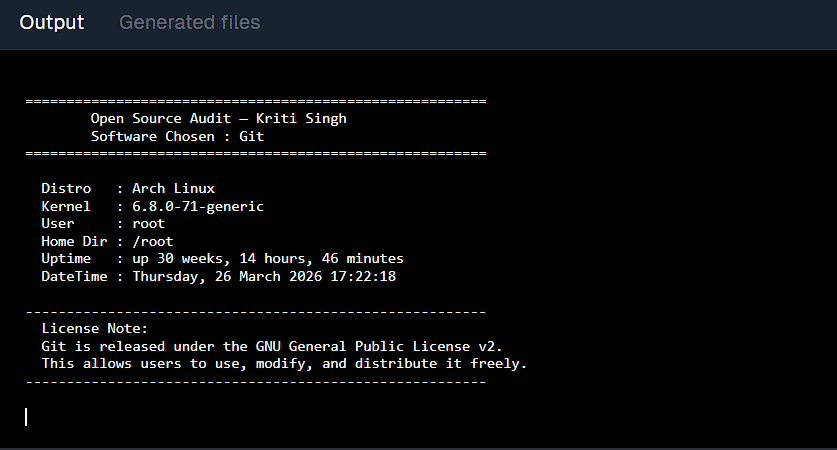 Output Generated files
========================================================
Open Source Audit — Kriti Singh
Software Chosen : Git
========================================================
Distro : Arch Linux
Kernel : 6.8.0-71-generic
User : root
Home Dir : /root
Uptime : up 30 weeks, 14 hours, 46 minutes
DateTime : Thursday, 26 March 2026 17:22:18
--------------------------------------------------------
License Note:
Git is released under the GNU General Public License v2.
This allows users to use, modify, and distribute it freely.
--------------------------------------------------------